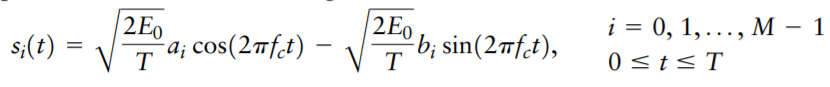 s_i(t) = √(2E_0/T) a_i cos(2πf_c t) − √(2E_0/T) b_i sin(2πf_c t), i = 0, 1,..., M − 1
0 ≤ t ≤ T